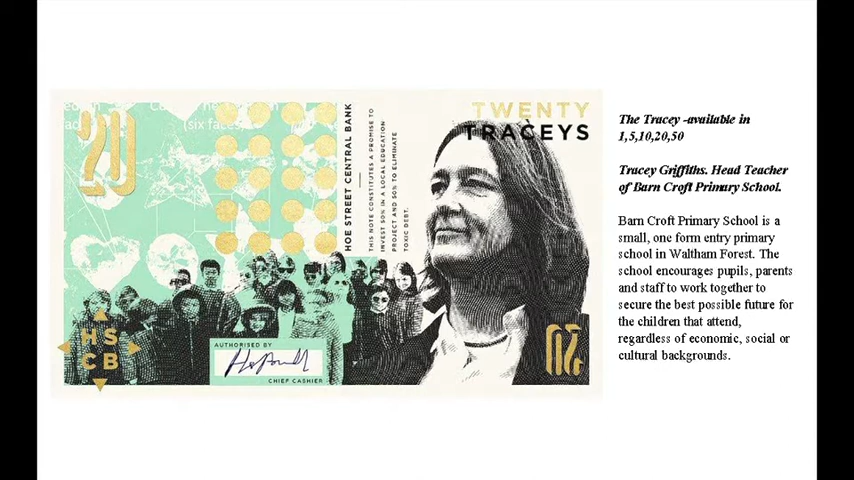 20
(six faces
HOE STREET CENTRAL BANK
THIS NOTE CONSTITUTES A PROMISE TO
INVEST 50% IN A LOCAL EDUCATION
PROJECT AND 50% TO ELIMINATE
TOXIC DEBT.
TWENTY
TRACEYS
HS
CB
AUTHORISED BY
CHIEF CASHIER
20
The Tracey -available in
1,5,10,20,50
Tracey Griffiths. Head Teacher
of Barn Croft Primary School.
Barn Croft Primary School is a
small, one form entry primary
school in Waltham Forest. The
school encourages pupils, parents
and staff to work together to
secure the best possible future for
the children that attend,
regardless of economic, social or
cultural backgrounds.